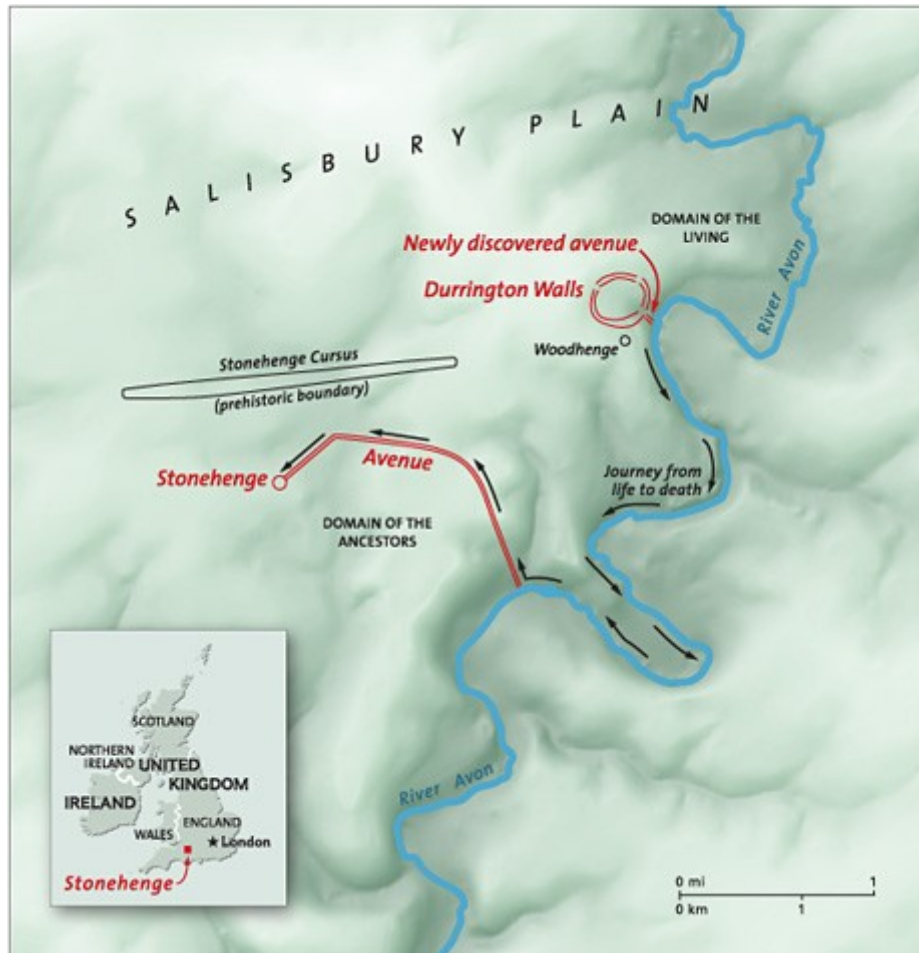 SALISBURY PLAIN
DOMAIN OF THE
LIVING
Newly discovered avenue
River Avon
Durrington Walls
Woodhenge
Stonehenge Cursus
(prehistoric boundary)
Avenue
Stonehenge
Journey from
life to death
DOMAIN OF THE
ANCESTORS
River Avon
SCOTLAND
NORTHERN
IRELAND
UNITED
KINGDOM
IRELAND
ENGLAND
WALES
London
Stonehenge
0 mi 1
0 km 1